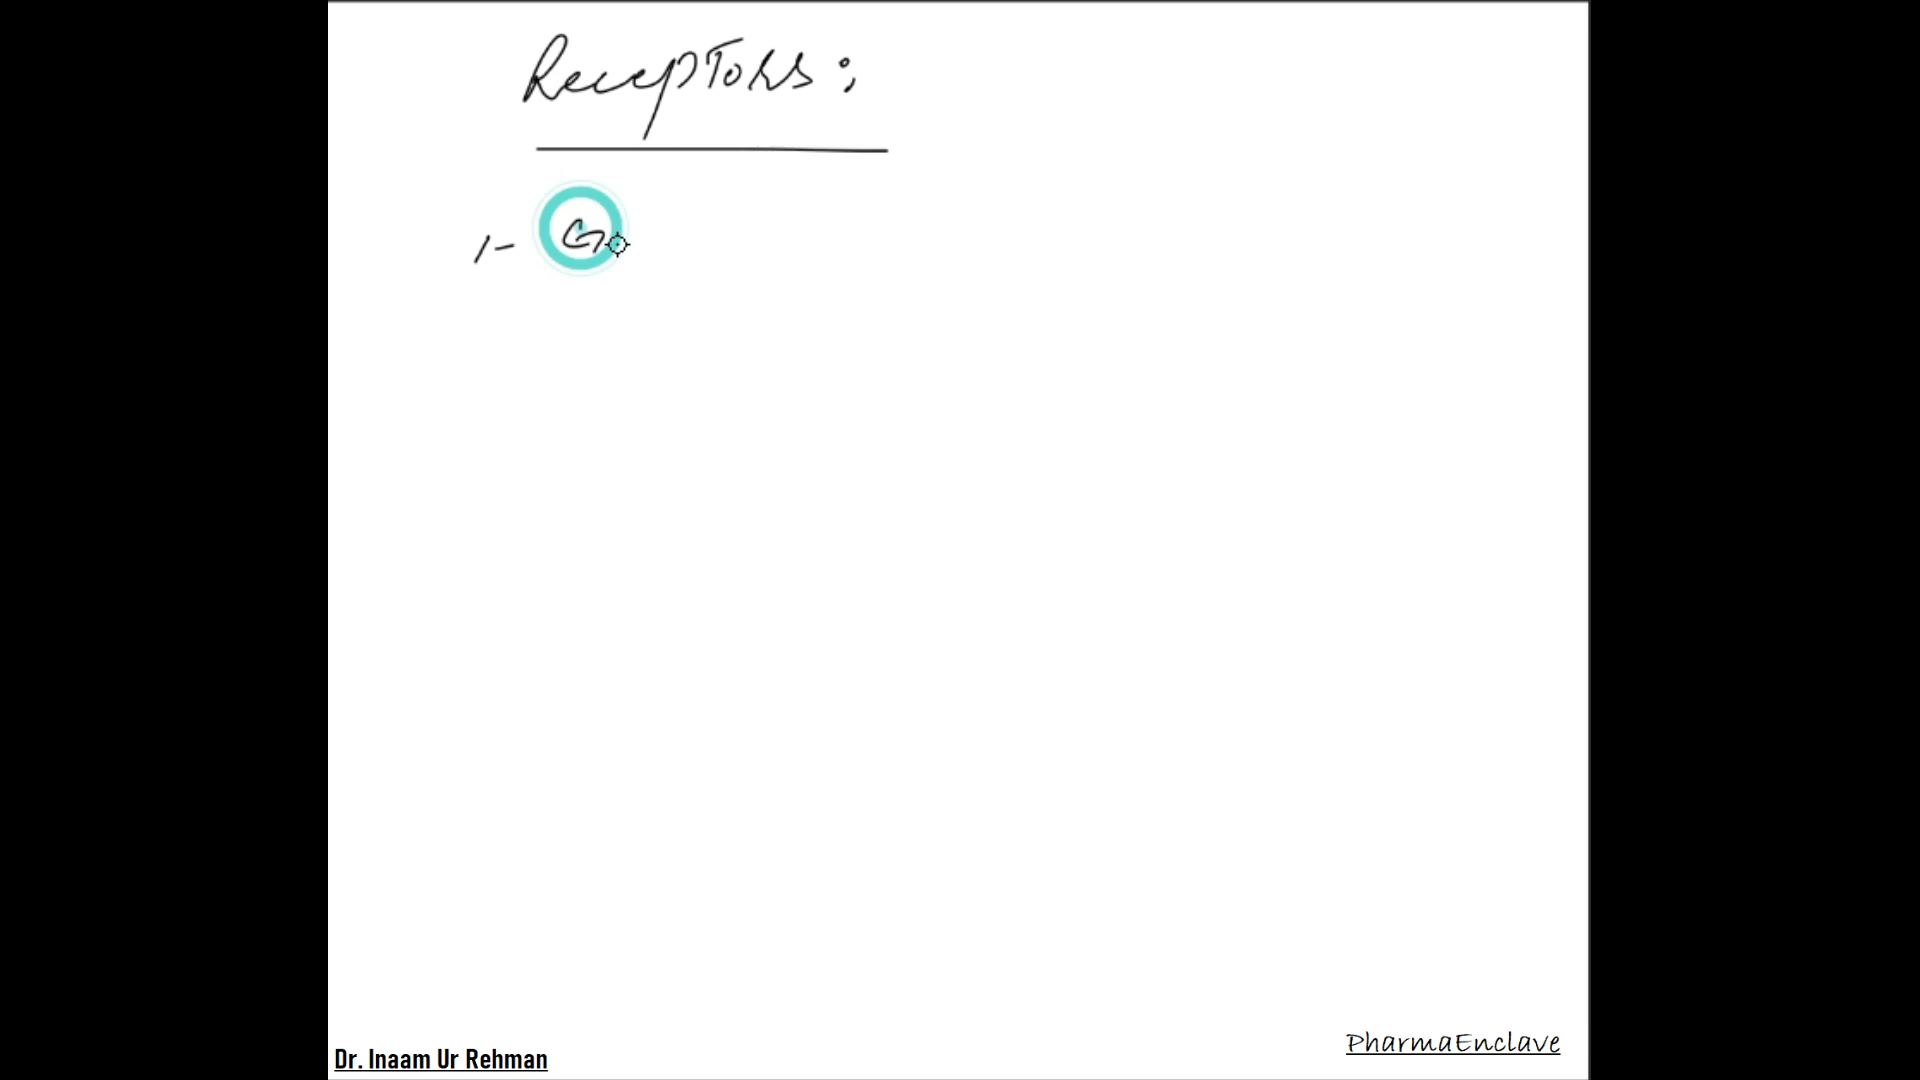 Receptors:
1- G
Dr. Inaam Ur Rehman
PharmaEnclave